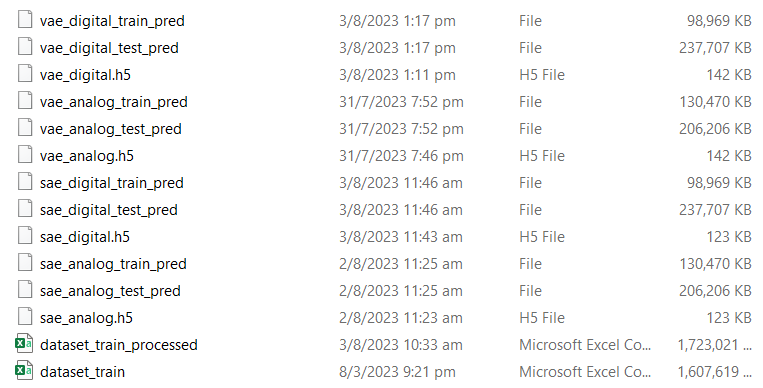 vae_digital_train_pred 3/8/2023 1:17 pm File 98,969 KB
vae_digital_test_pred 3/8/2023 1:17 pm File 237,707 KB
vae_digital.h5 3/8/2023 1:11 pm H5 File 142 KB
vae_analog_train_pred 31/7/2023 7:52 pm File 130,470 KB
vae_analog_test_pred 31/7/2023 7:52 pm File 206,206 KB
vae_analog.h5 31/7/2023 7:46 pm H5 File 142 KB
sae_digital_train_pred 3/8/2023 11:46 am File 98,969 KB
sae_digital_test_pred 3/8/2023 11:46 am File 237,707 KB
sae_digital.h5 3/8/2023 11:43 am H5 File 123 KB
sae_analog_train_pred 2/8/2023 11:25 am File 130,470 KB
sae_analog_test_pred 2/8/2023 11:25 am File 206,206 KB
sae_analog.h5 2/8/2023 11:23 am H5 File 123 KB
dataset_train_processed 3/8/2023 10:33 am Microsoft Excel Co... 1,723,021 ...
dataset_train 8/3/2023 9:21 pm Microsoft Excel Co... 1,607,619 ...